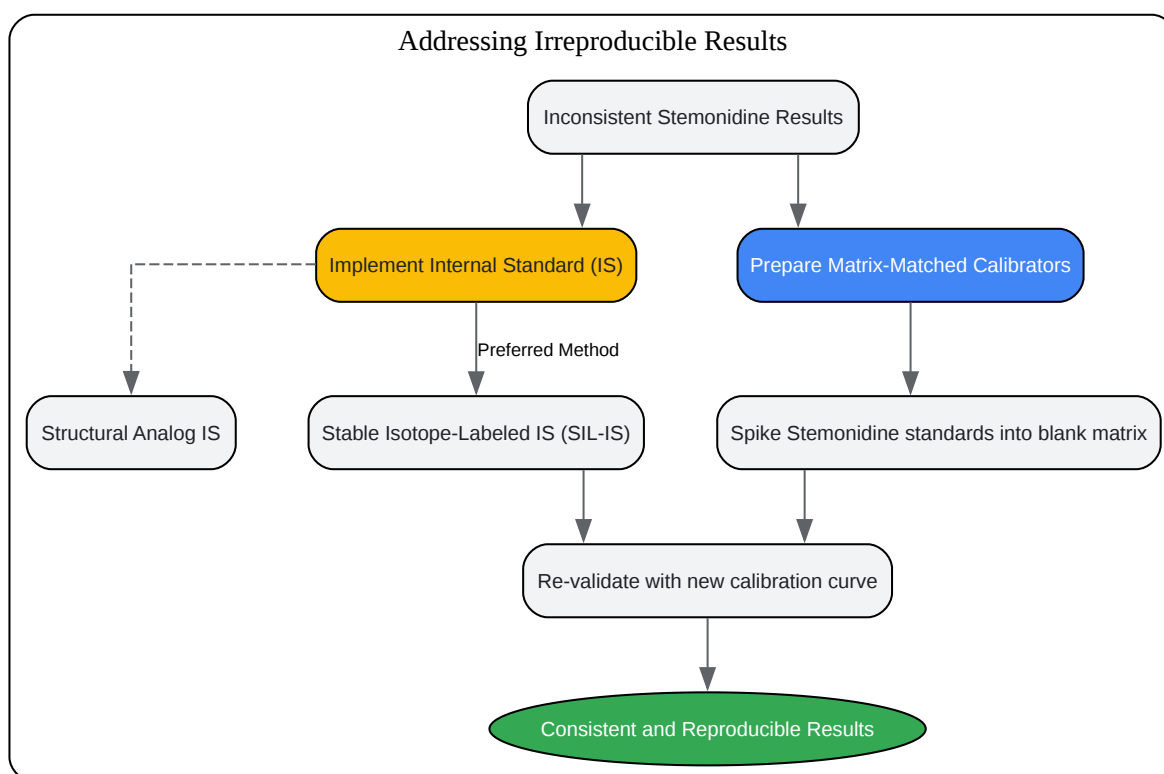 Addressing Irreproducible Results
Inconsistent Stemonidine Results
Implement Internal Standard (IS)
Prepare Matrix-Matched Calibrators
Preferred Method
Structural Analog IS
Stable Isotope-Labeled IS (SIL-IS)
Spike Stemonidine standards into blank matrix
Re-validate with new calibration curve
Consistent and Reproducible Results